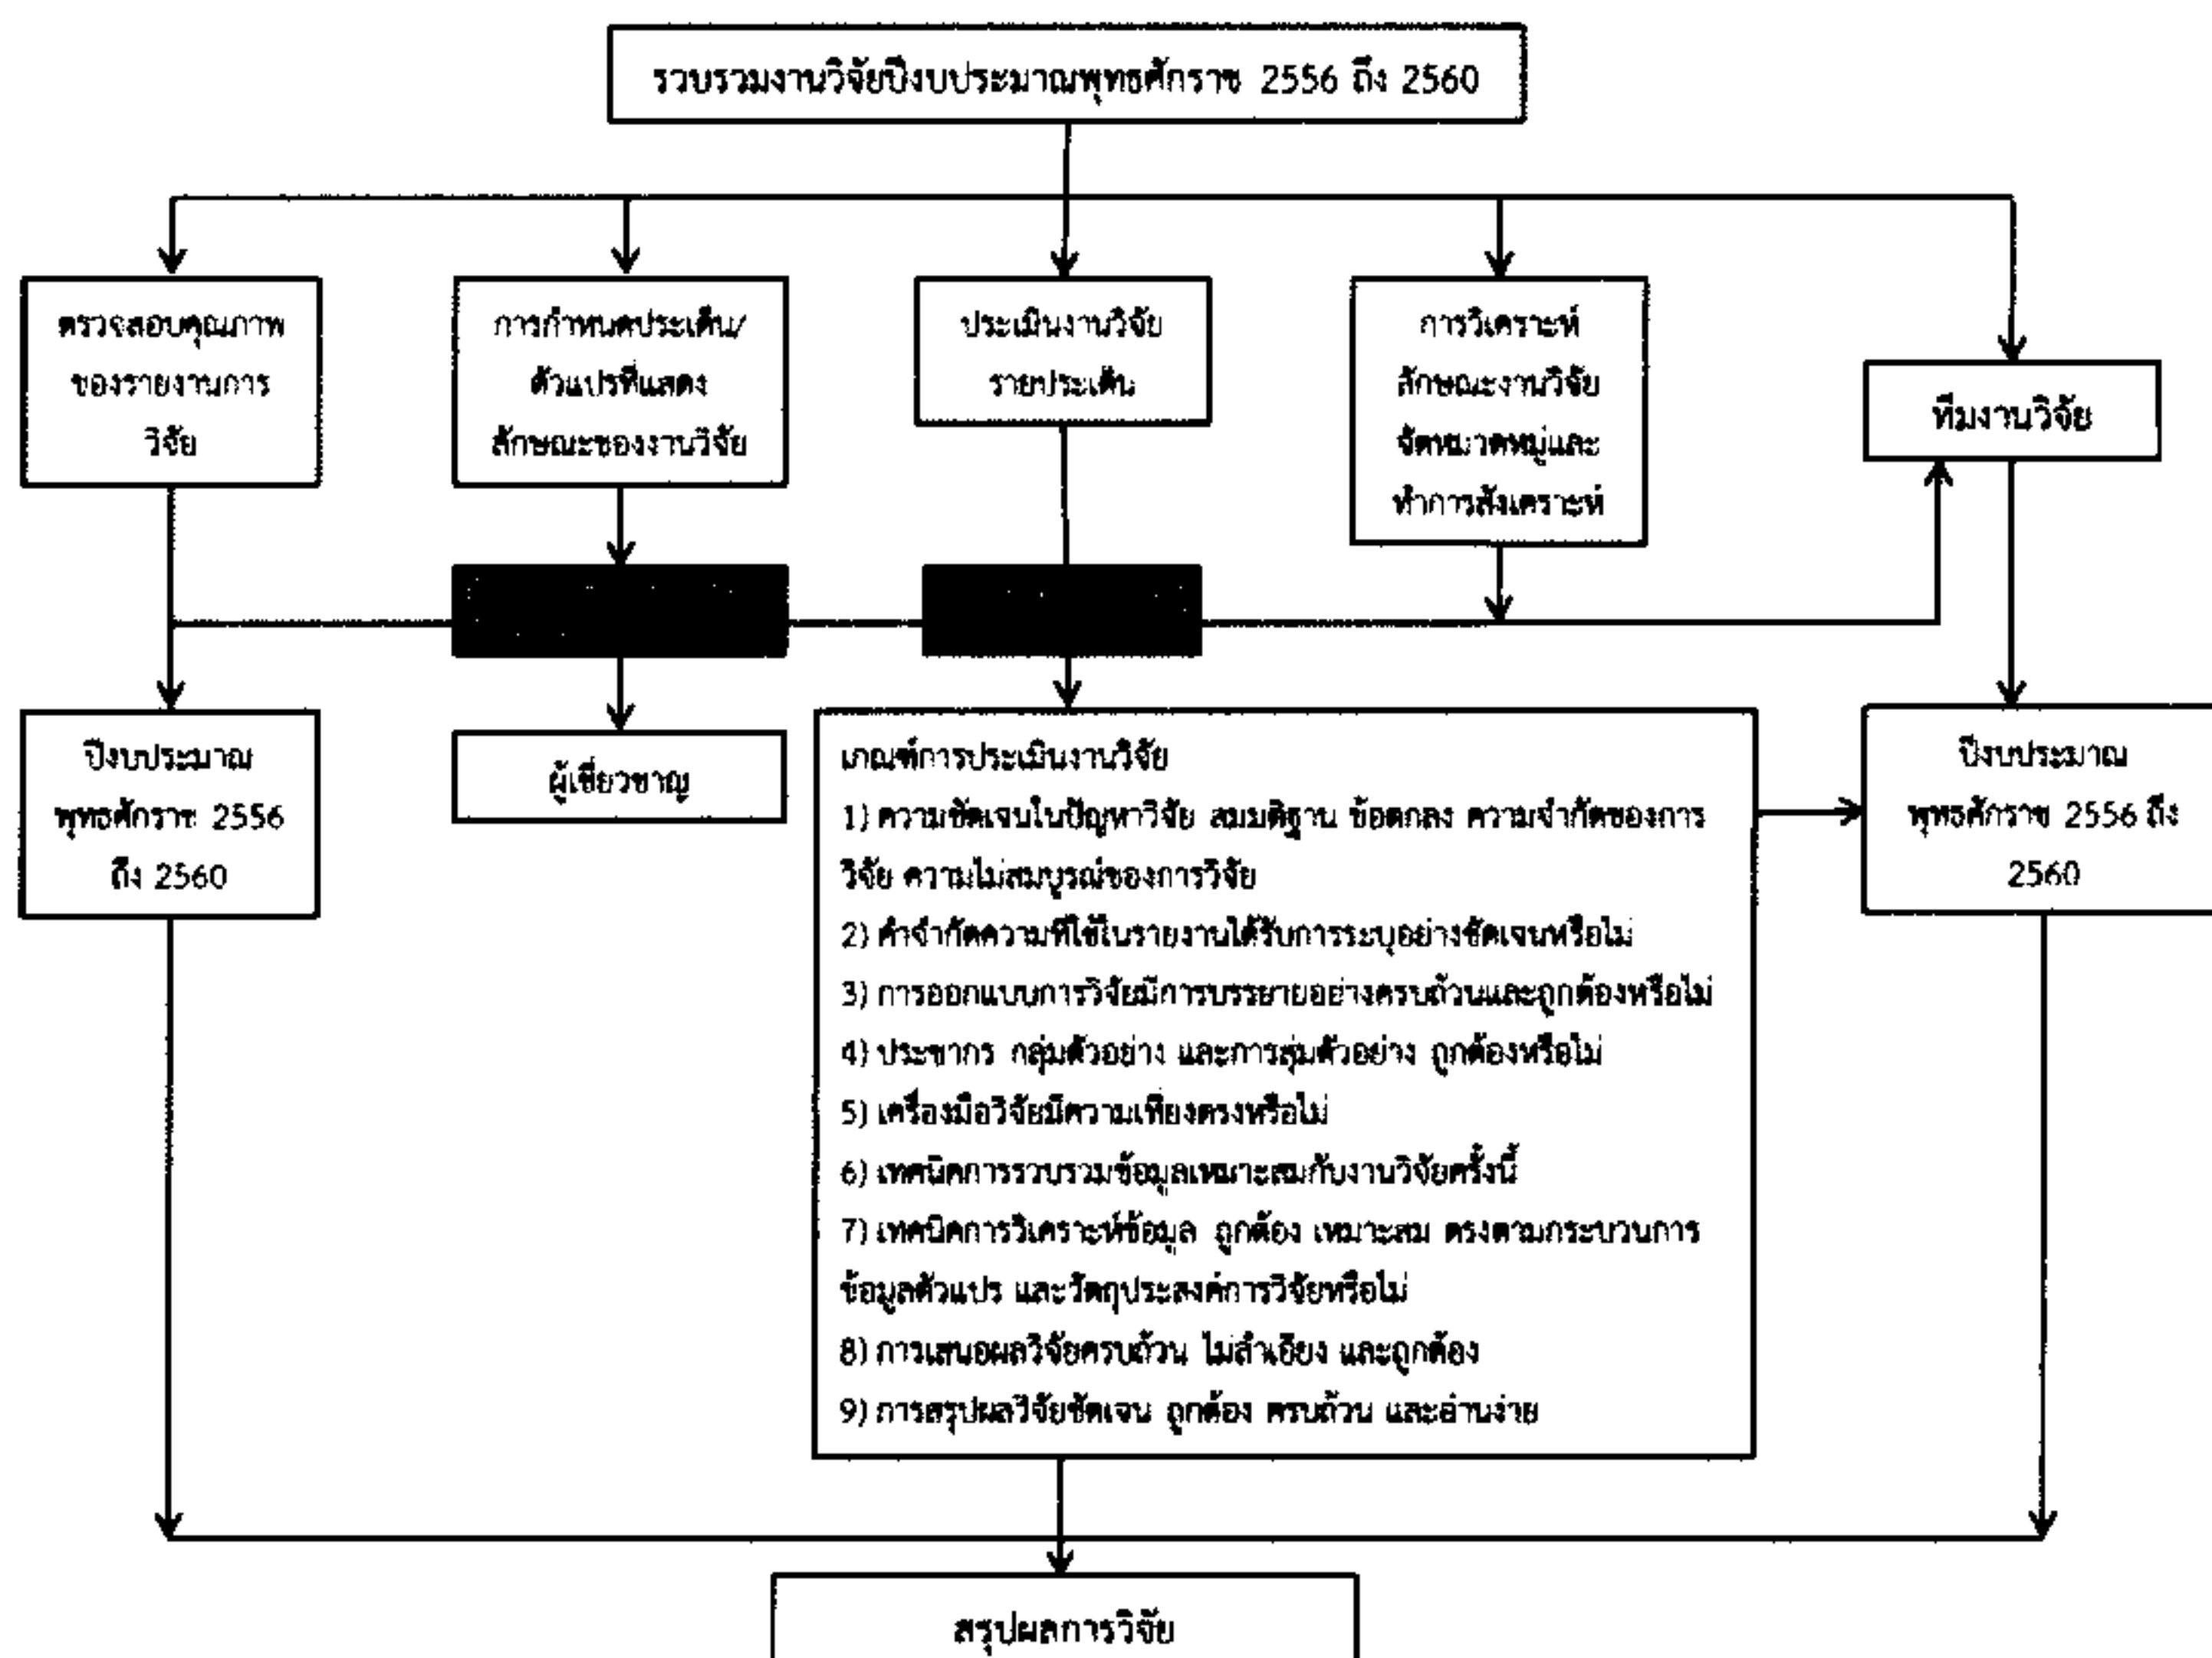 รวบรวมงานวิจัยปีงบประมาณพุทธศักราช 2556 ถึง 2560
ตรวจสอบคุณภาพ
ของรายงานการ
วิจัย
การกำหนดประเด็น/
ตัวแปรที่แสดง
ลักษณะของงานวิจัย
ประเมินงานวิจัย
รายประเด็น
การวิเคราะห์
ลักษณะงานวิจัย
จัดหมวดหมู่และ
ทำการสังเคราะห์
ทีมงานวิจัย
ปีงบประมาณ
พุทธศักราช 2556
ถึง 2560
ผู้เชี่ยวชาญ
เกณฑ์การประเมินงานวิจัย
1) ความชัดเจนในปัญหาวิจัย สมมติฐาน ข้อตกลง ความจำกัดของการ
วิจัย ความไม่สมบูรณ์ของการวิจัย
2) คำจำกัดความที่ใช้ในรายงานได้รับการระบุอย่างชัดเจนหรือไม่
3) การออกแบบการวิจัยมีการบรรยายอย่างครบถ้วนและถูกต้องหรือไม่
4) ประชากร กลุ่มตัวอย่าง และการสุ่มตัวอย่าง ถูกต้องหรือไม่
5) เครื่องมือวิจัยมีความเที่ยงตรงหรือไม่
6) เทคนิคการรวบรวมข้อมูลเหมาะสมกับงานวิจัยครั้งนี้
7) เทคนิคการวิเคราะห์ข้อมูล ถูกต้อง เหมาะสม ตรงตามกระบวนการ
ข้อมูลตัวแปร และวัตถุประสงค์การวิจัยหรือไม่
8) การเสนอผลวิจัยครบถ้วน ไม่ลำเอียง และถูกต้อง
9) การสรุปผลวิจัยชัดเจน ถูกต้อง ครบถ้วน และอ่านง่าย
ปีงบประมาณ
พุทธศักราช 2556 ถึง
2560
สรุปผลการวิจัย